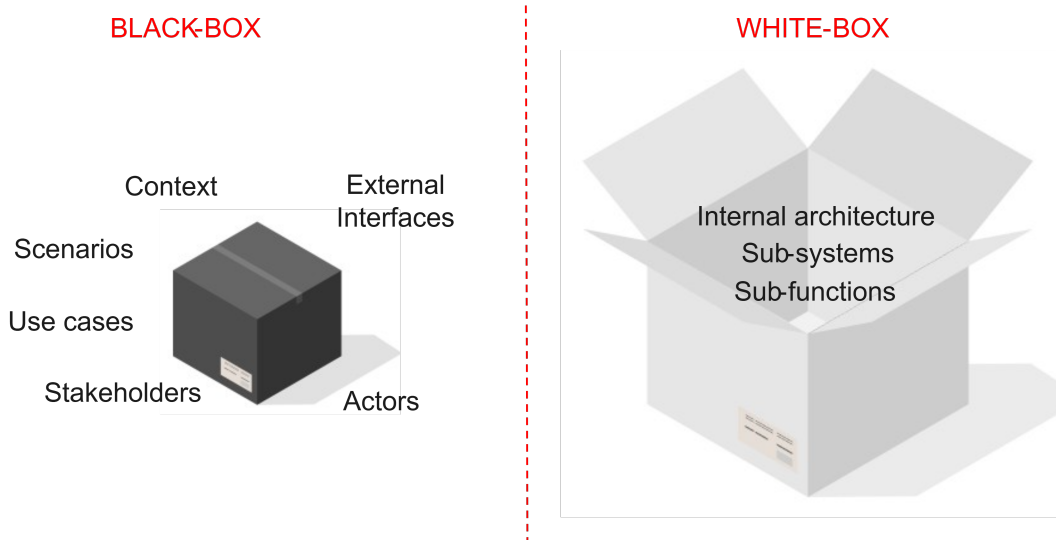 BLACK-BOX
WHITE-BOX
Context
External
Interfaces
Scenarios
Use cases
Stakeholders
Actors
Internal architecture
Sub-systems
Sub-functions